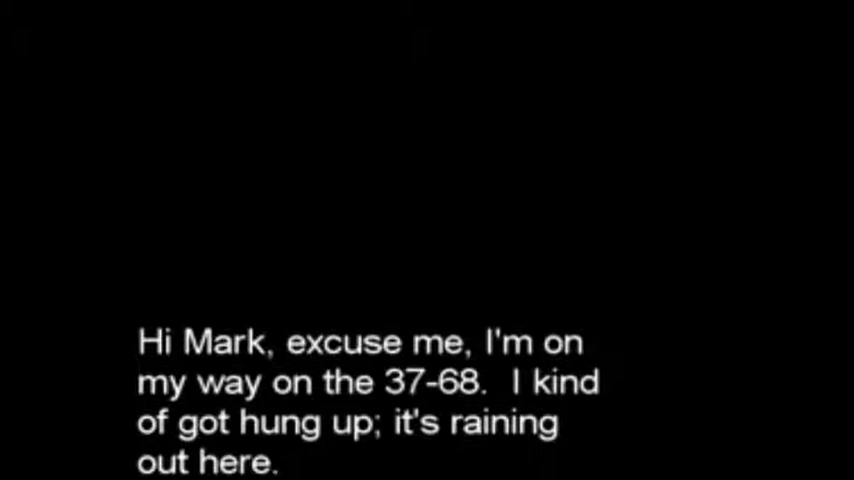 Hi Mark, excuse me, I'm on
my way on the 37-68.  I kind
of got hung up; it's raining
out here.